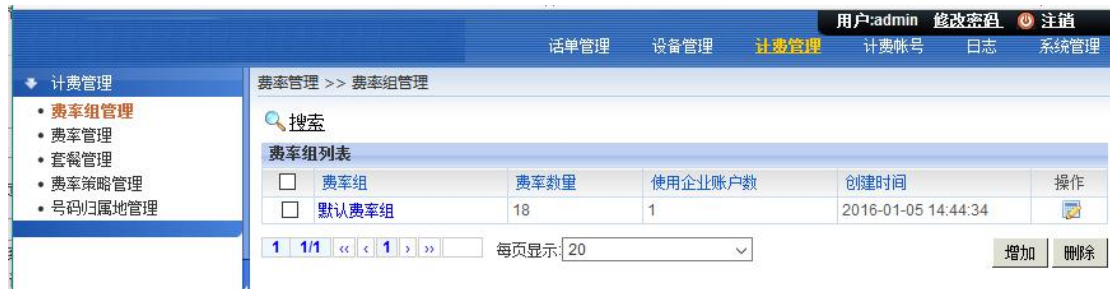 用户:admin 修改密码 注销
话单管理 设备管理 计费管理 计费帐号 日志 系统管理
计费管理
费率组管理
费率管理
套餐管理
费率策略管理
号码归属地管理
费率管理 >> 费率组管理
搜索
费率组列表
费率组 费率数量 使用企业账户数 创建时间 操作
默认费率组 18 1 2016-01-05 14:44:34
1 1/1 ‹‹ ‹ 1 › ›› 每页显示: 20
增加 删除